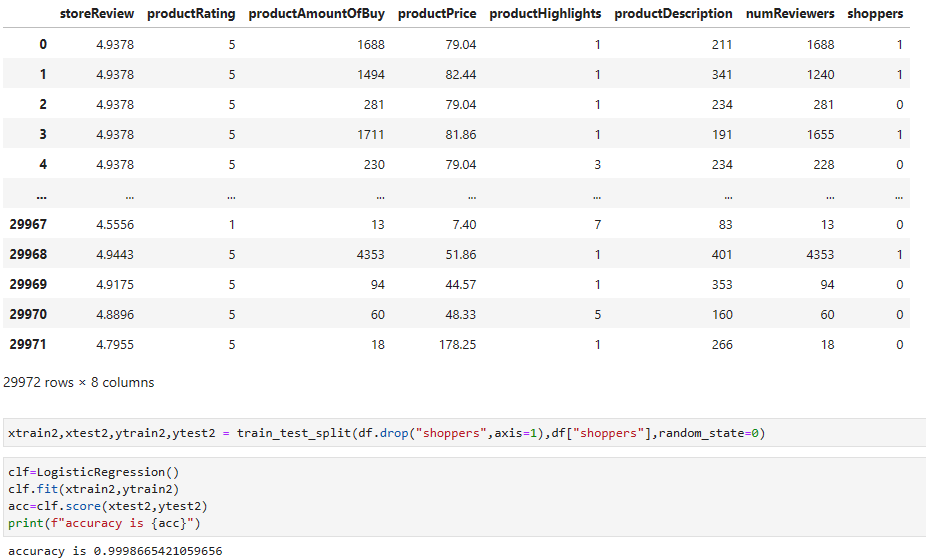 storeReview productRating productAmountOfBuy productPrice productHighlights productDescription numReviewers shoppers
0 4.9378 5 1688 79.04 1 211 1688 1
1 4.9378 5 1494 82.44 1 341 1240 1
2 4.9378 5 281 79.04 1 234 281 0
3 4.9378 5 1711 81.86 1 191 1655 1
4 4.9378 5 230 79.04 3 234 228 0
... ... ... ... ... ... ... ... ...
29967 4.5556 1 13 7.40 7 83 13 0
29968 4.9443 5 4353 51.86 1 401 4353 1
29969 4.9175 5 94 44.57 1 353 94 0
29970 4.8896 5 60 48.33 5 160 60 0
29971 4.7955 5 18 178.25 1 266 18 0
29972 rows × 8 columns
xtrain2,xtest2,ytrain2,ytest2 = train_test_split(df.drop("shoppers",axis=1),df["shoppers"],random_state=0)
clf=LogisticRegression()
clf.fit(xtrain2,ytrain2)
acc=clf.score(xtest2,ytest2)
print(f"accuracy is {acc}")
accuracy is 0.9998665421059656